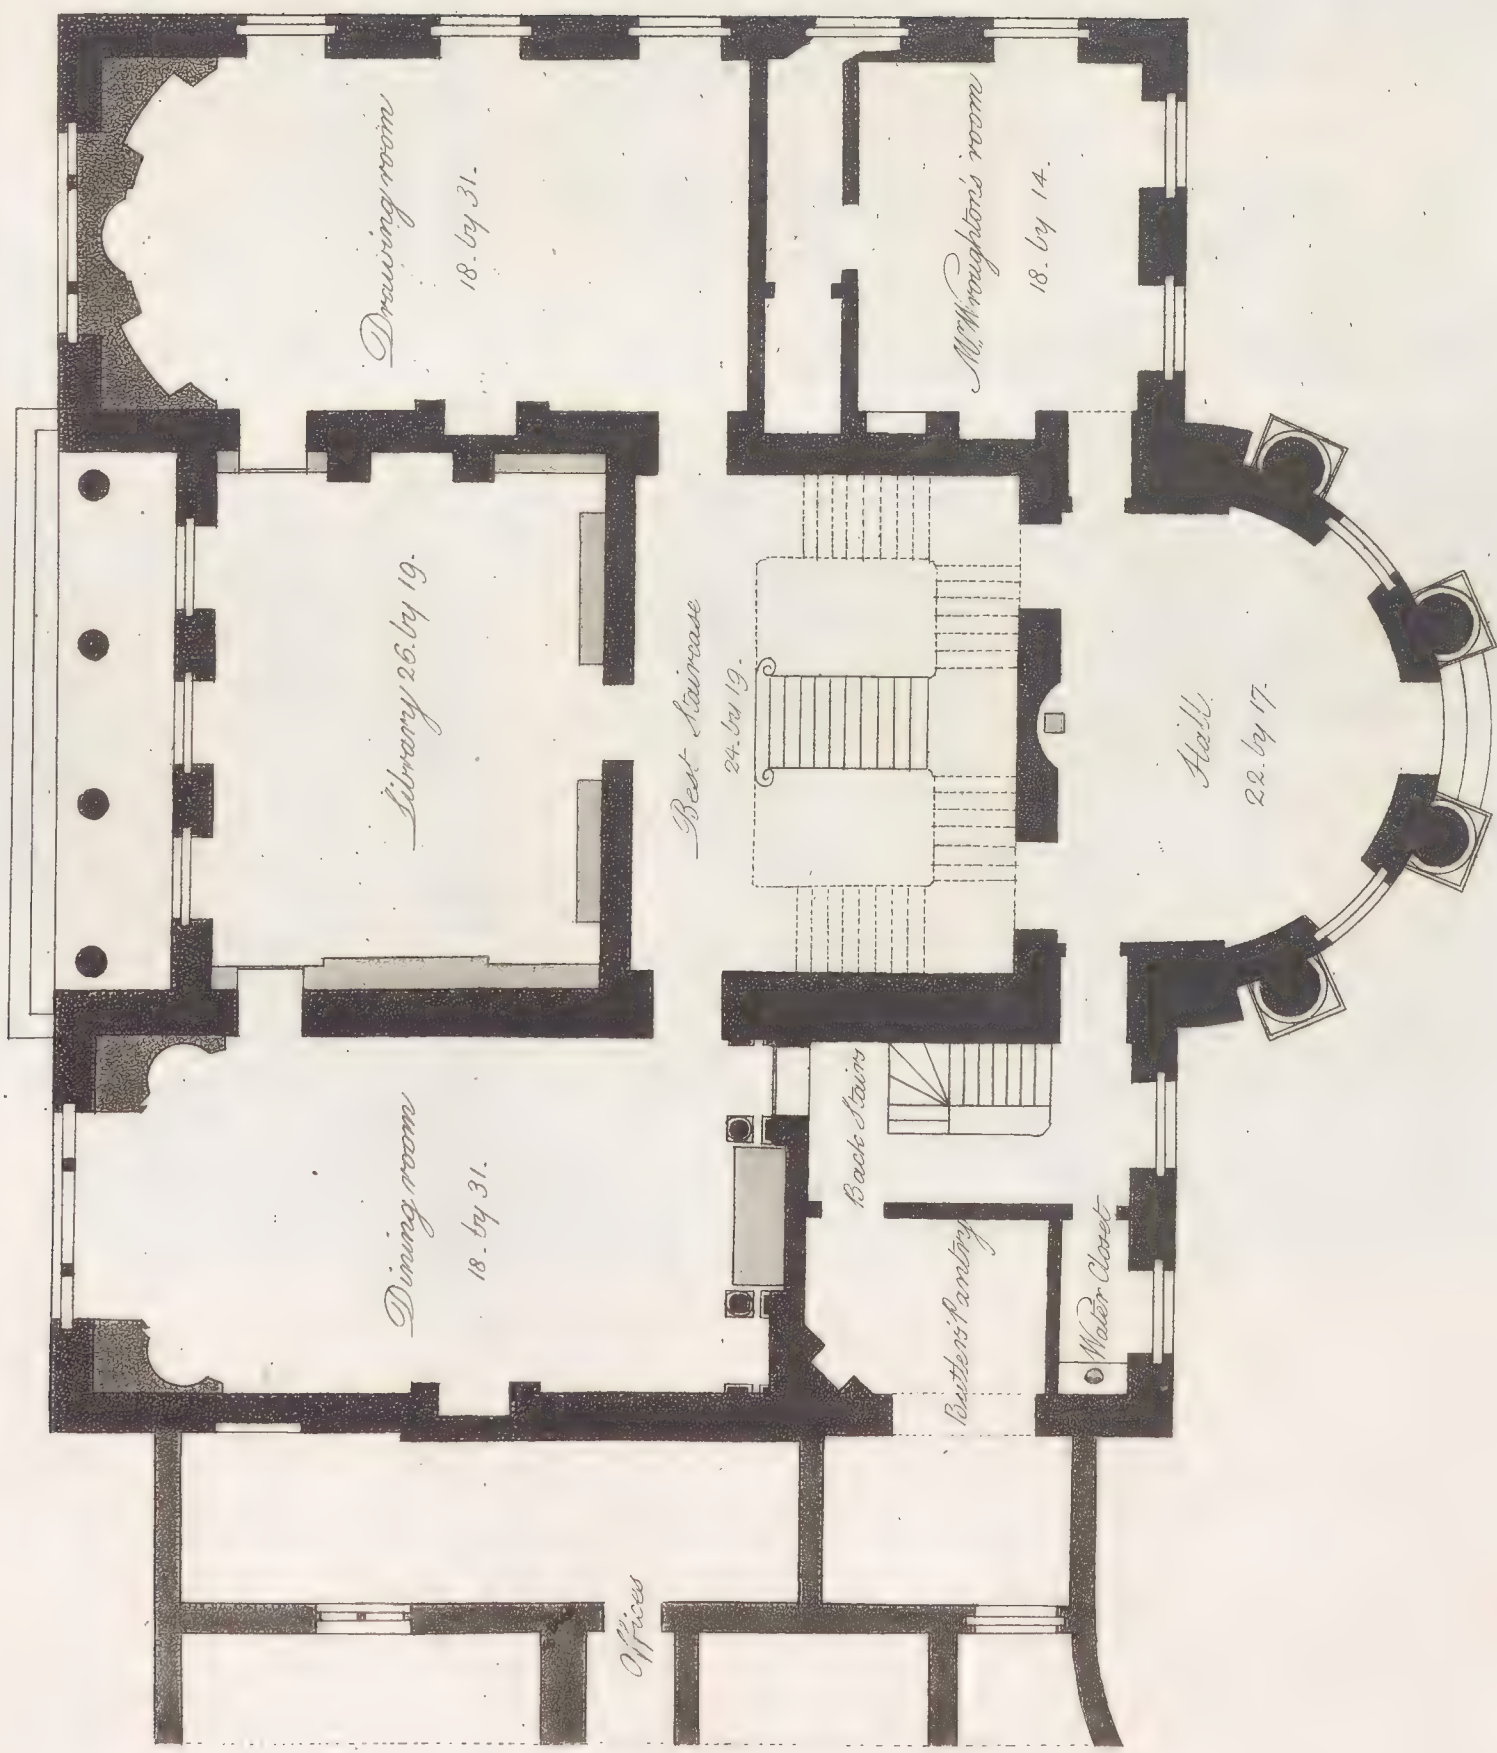 Drawing room
18. by 31.
Mr. Wroughton's room
18. by 14.
Library 26. by 19.
Best Staircase
24. by 19.
Hall.
22. by 17.
Dining room
18. by 31.
Back Stairs
Butler's Pantry
Water Closet
Offices